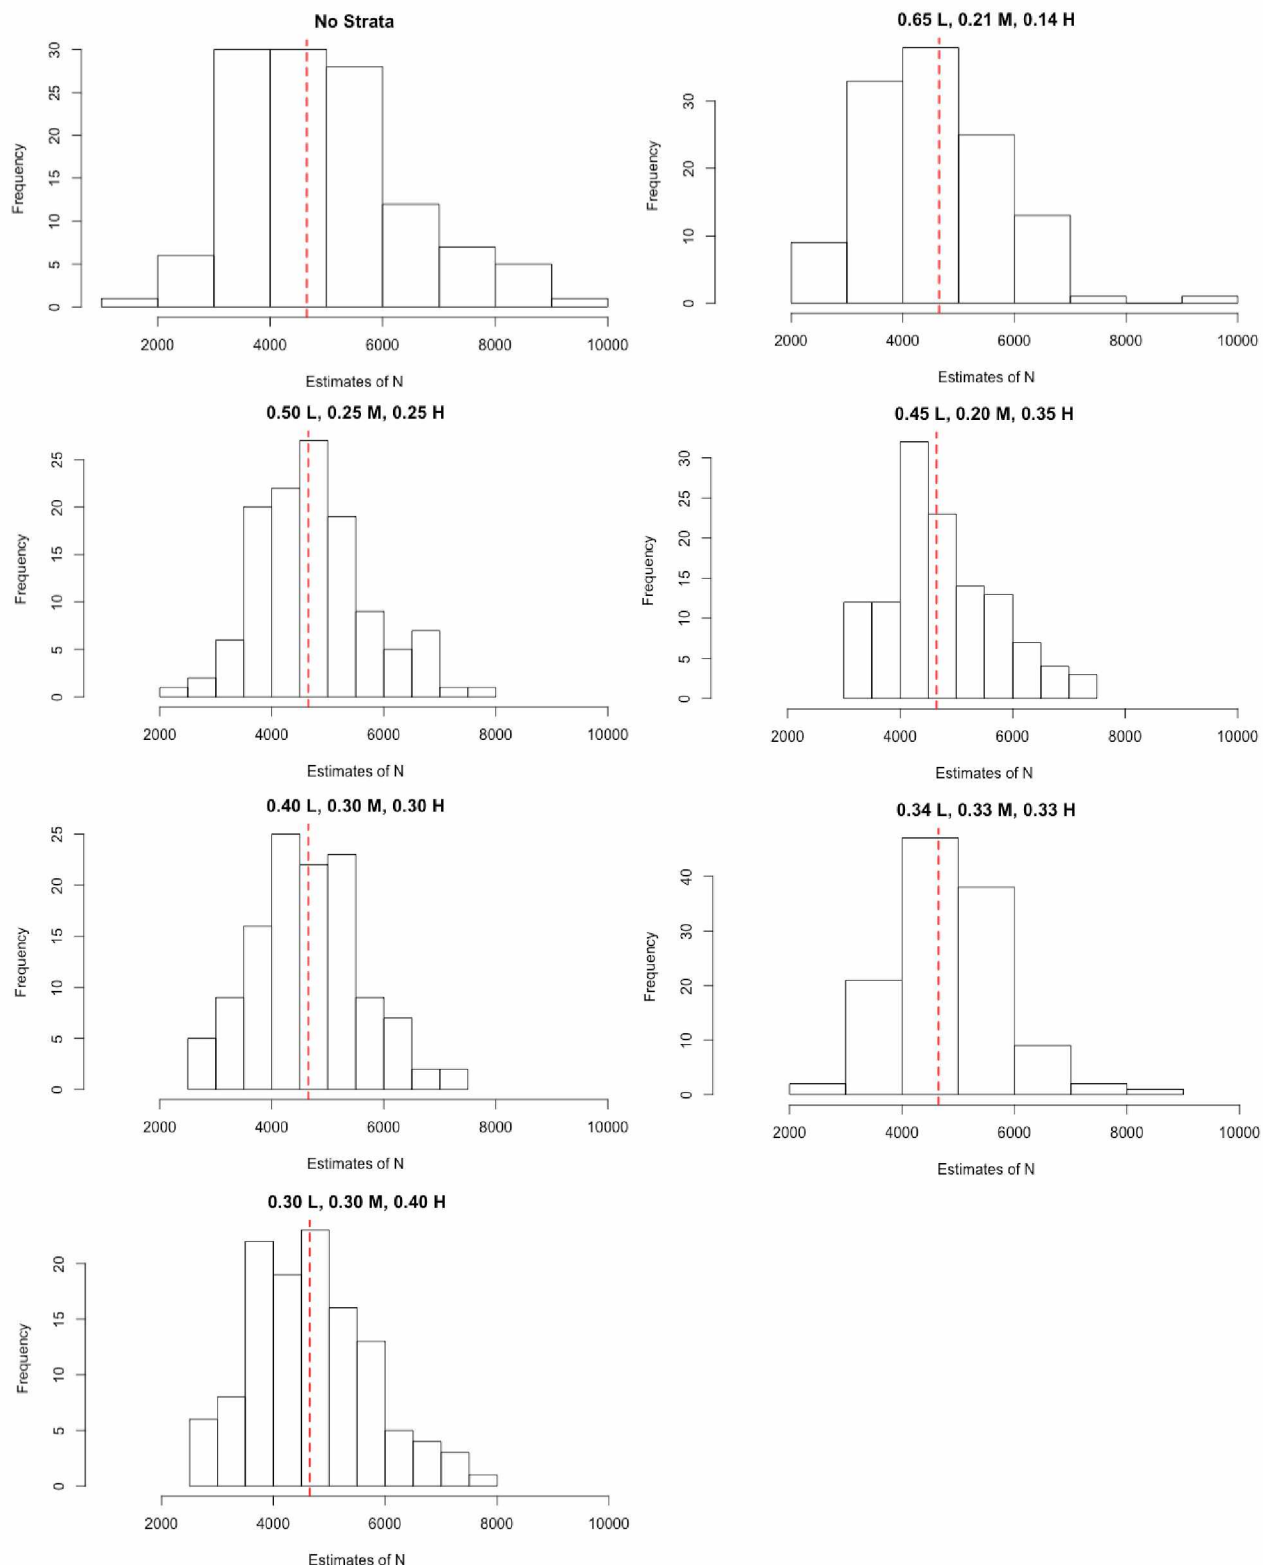 No Strata
Frequency
30
25
20
15
10
5
0
2000 4000 6000 8000 10000
Estimates of N
0.65 L, 0.21 M, 0.14 H
Frequency
30
20
10
0
2000 4000 6000 8000 10000
Estimates of N
0.50 L, 0.25 M, 0.25 H
Frequency
25
20
15
10
5
0
2000 4000 6000 8000 10000
Estimates of N
0.45 L, 0.20 M, 0.35 H
Frequency
30
25
20
15
10
5
0
2000 4000 6000 8000 10000
Estimates of N
0.40 L, 0.30 M, 0.30 H
Frequency
25
20
15
10
5
0
2000 4000 6000 8000 10000
Estimates of N
0.34 L, 0.33 M, 0.33 H
Frequency
40
30
20
10
0
2000 4000 6000 8000 10000
Estimates of N
0.30 L, 0.30 M, 0.40 H
Frequency
20
15
10
5
0
2000 4000 6000 8000 10000
Estimates of N